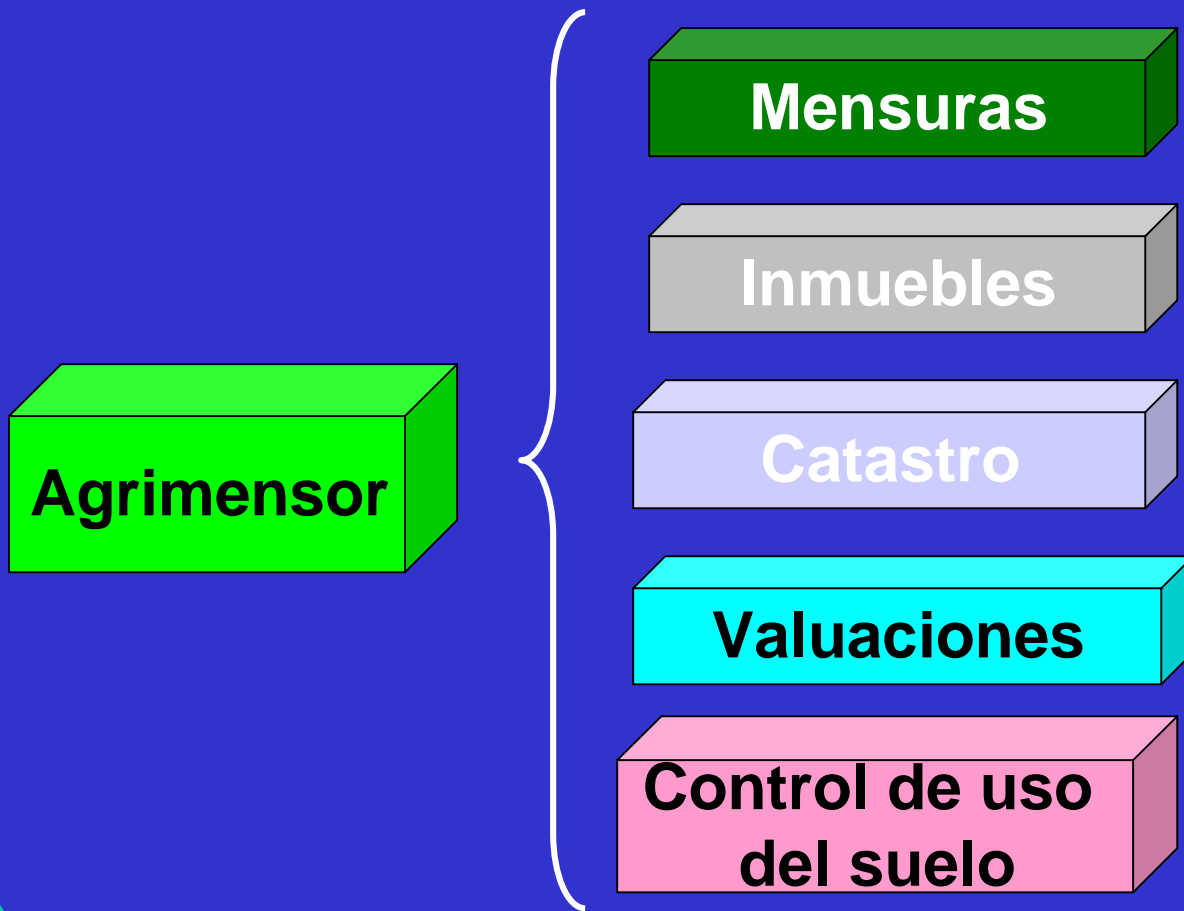 Agrimensor
Mensuras
Inmuebles
Catastro
Valuaciones
Control de uso
del suelo